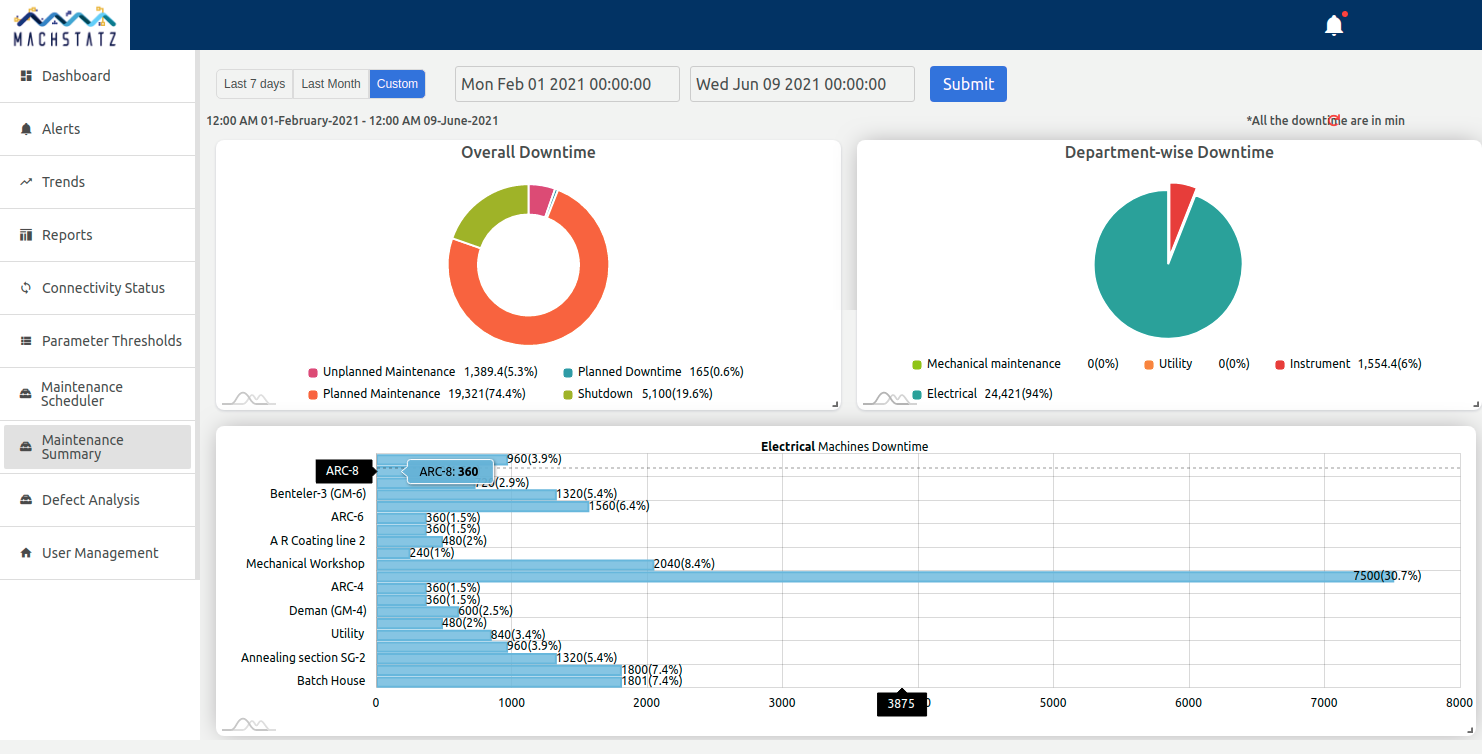 MACHSTATZ
Dashboard
Alerts
Trends
Reports
Connectivity Status
Parameter Thresholds
Maintenance
Scheduler
Maintenance
Summary
Defect Analysis
User Management
Last 7 days Last Month Custom Mon Feb 01 2021 00:00:00 Wed Jun 09 2021 00:00:00 Submit
12:00 AM 01-February-2021 - 12:00 AM 09-June-2021 *All the downtime are in min
Overall Downtime
Unplanned Maintenance 1,389.4(5.3%) Planned Downtime 165(0.6%)
Planned Maintenance 19,321(74.4%) Shutdown 5,100(19.6%)
Department-wise Downtime
Mechanical maintenance 0(0%) Utility 0(0%) Instrument 1,554.4(6%)
Electrical 24,421(94%)
Electrical Machines Downtime
960(3.9%)
ARC-8 ARC-8: 360
720(2.9%)
Benteler-3 (GM-6) 1320(5.4%)
1560(6.4%)
ARC-6 360(1.5%)
360(1.5%)
A R Coating line 2 480(2%)
240(1%)
Mechanical Workshop 2040(8.4%)
7500(30.7%)
ARC-4 360(1.5%)
360(1.5%)
Deman (GM-4) 600(2.5%)
480(2%)
Utility 840(3.4%)
960(3.9%)
Annealing section SG-2 1320(5.4%)
1800(7.4%)
Batch House 1801(7.4%)
0 1000 2000 3000 3875 5000 6000 7000 8000